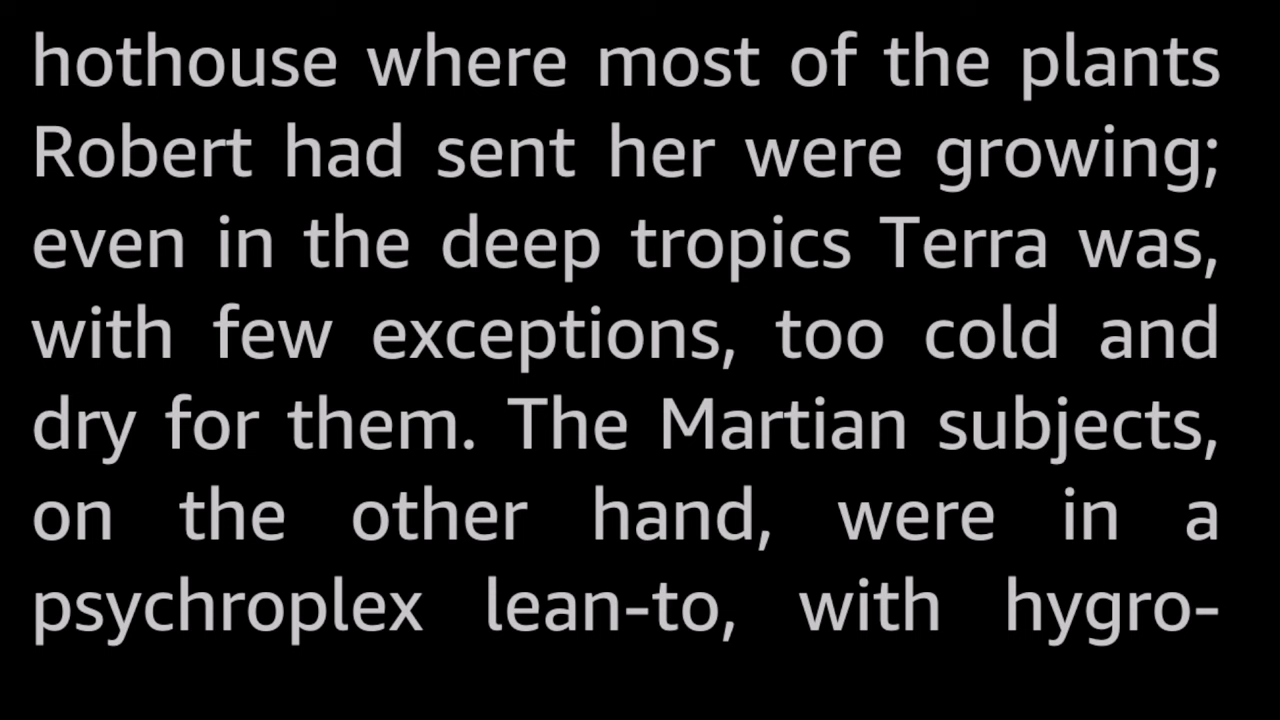 hothouse where most of the plants
Robert had sent her were growing;
even in the deep tropics Terra was,
with few exceptions, too cold and
dry for them. The Martian subjects,
on the other hand, were in a
psychroplex lean-to, with hygro-